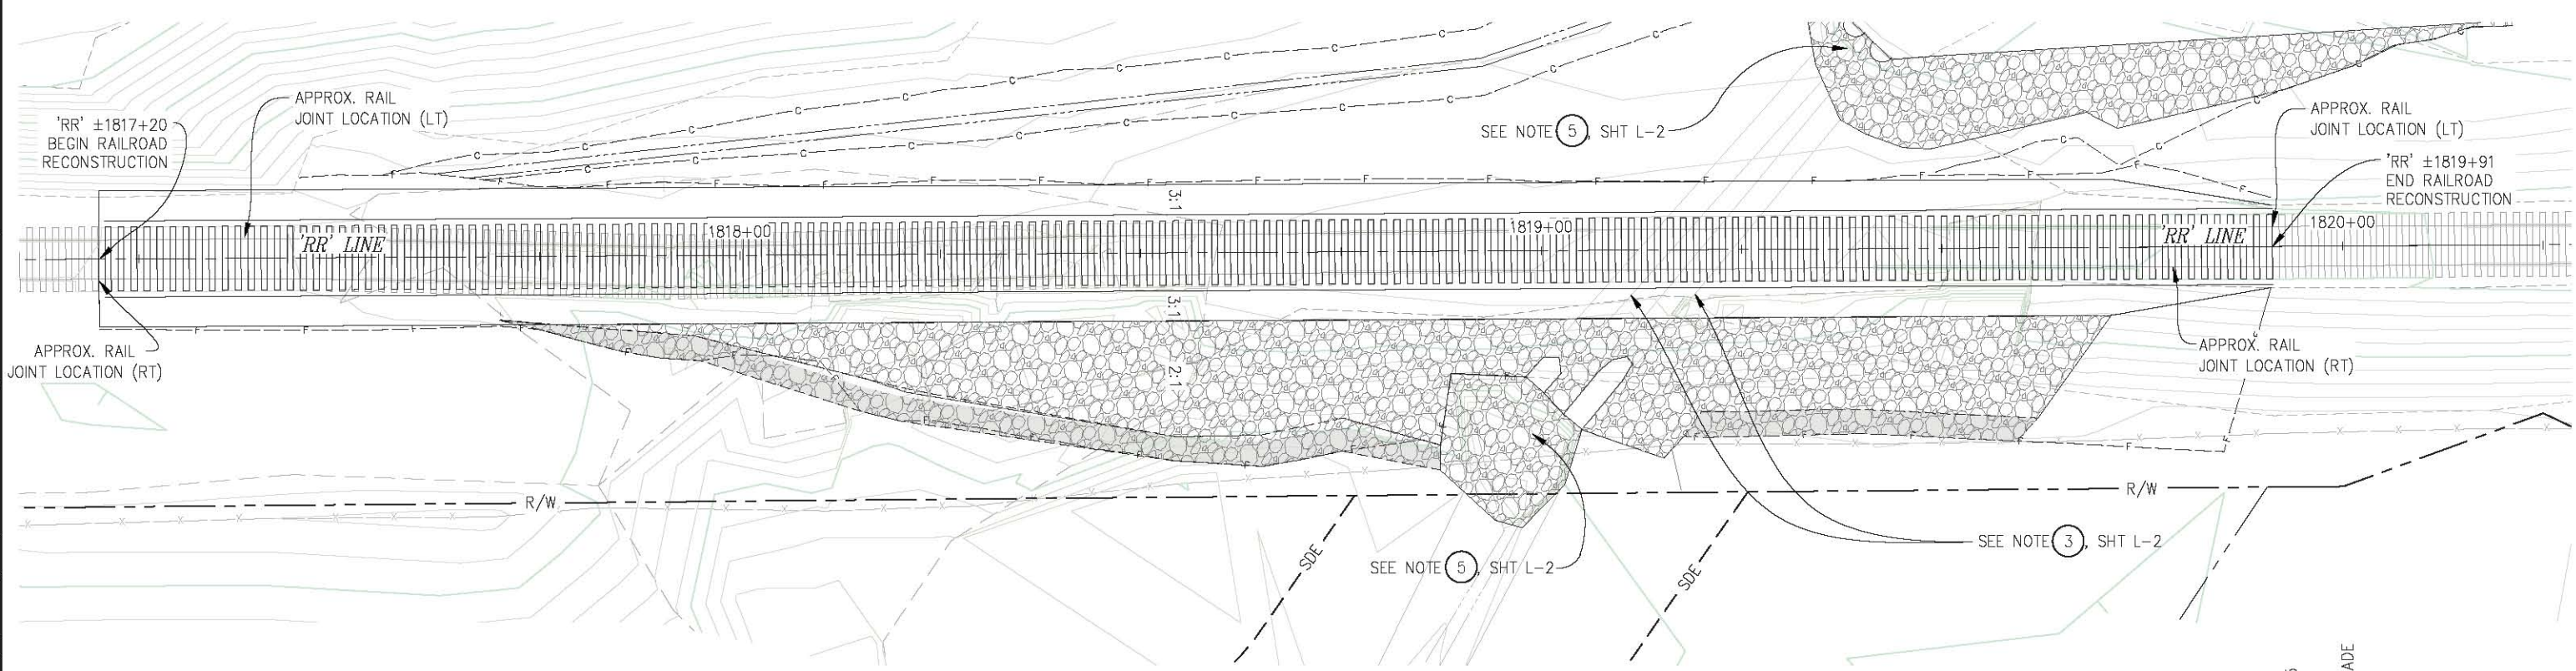 APPROX. RAIL
JOINT LOCATION (LT)
'RR' ±1817+20
BEGIN RAILROAD
RECONSTRUCTION
SEE NOTE 5, SHT L-2
APPROX. RAIL
JOINT LOCATION (LT)
'RR' ±1819+91
END RAILROAD
RECONSTRUCTION
3:1
'RR' LINE
1818+00
1819+00
'RR' LINE
1820+00
3:1
2:1
APPROX. RAIL
JOINT LOCATION (RT)
APPROX. RAIL
JOINT LOCATION (RT)
R/W
R/W
SDE
SDE
SEE NOTE 5, SHT L-2
SEE NOTE 3, SHT L-2
ADE